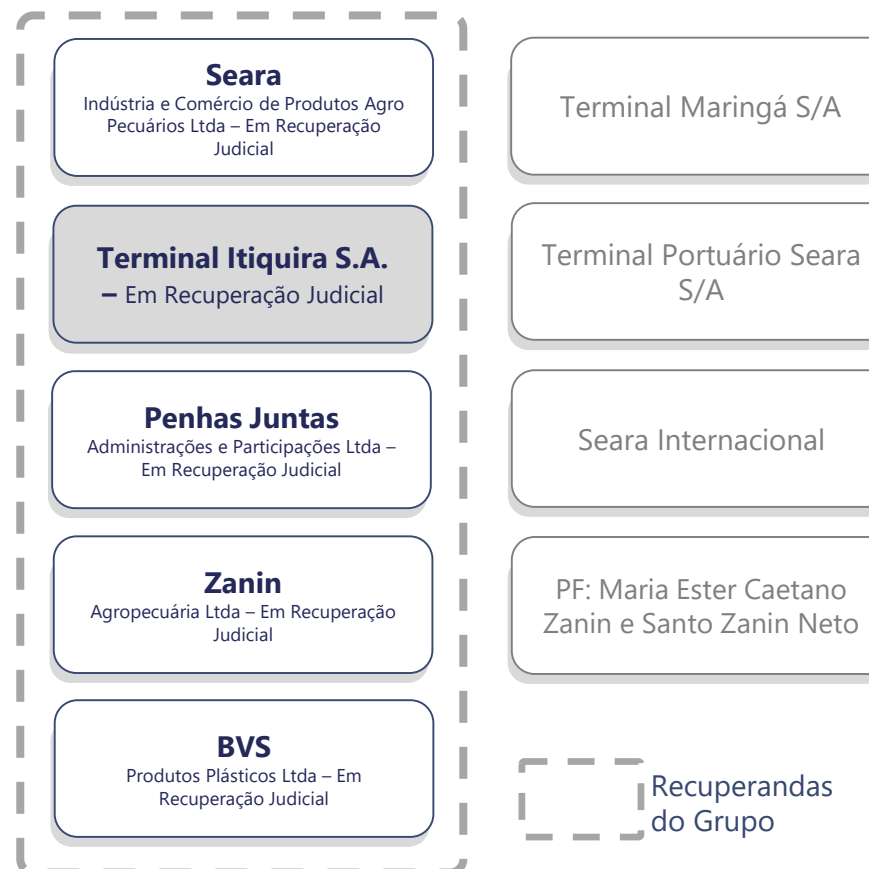 Seara
Indústria e Comércio de Produtos Agro
Pecuários Ltda – Em Recuperação
Judicial
Terminal Itiquira S.A.
– Em Recuperação Judicial
Penhas Juntas
Administrações e Participações Ltda –
Em Recuperação Judicial
Zanin
Agropecuária Ltda – Em Recuperação
Judicial
BVS
Produtos Plásticos Ltda – Em
Recuperação Judicial
Terminal Maringá S/A
Terminal Portuário Seara
S/A
Seara Internacional
PF: Maria Ester Caetano
Zanin e Santo Zanin Neto
Recuperandas
do Grupo